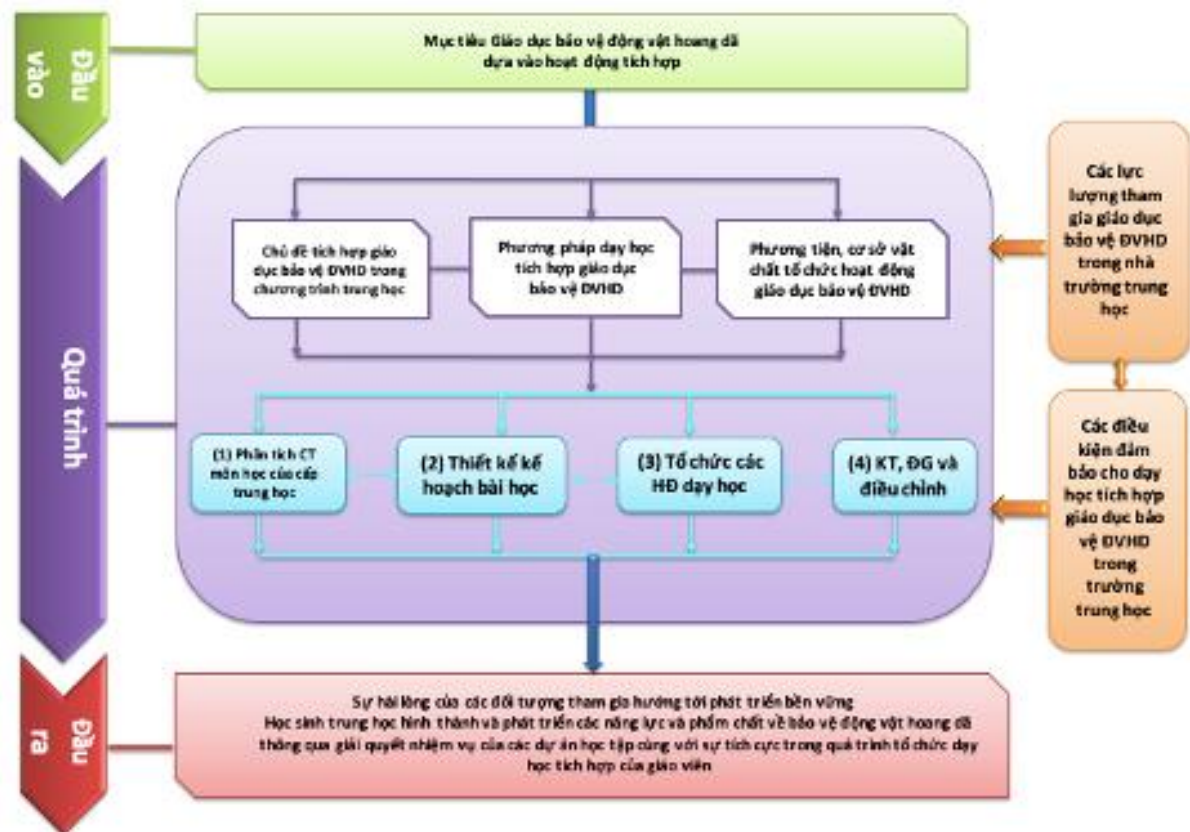 Đầu
vào
Mục tiêu Giáo dục bảo vệ động vật hoang dã
dựa vào hoạt động tích hợp
Quá trình
Chủ đề tích hợp giáo
dục bảo vệ ĐVHD trong
chương trình trung học
Phương pháp dạy học
tích hợp giáo dục
bảo vệ ĐVHD
Phương tiện, cơ sở vật
chất tổ chức hoạt động
giáo dục bảo vệ ĐVHD
(1) Phân tích CT
môn học của cấp
trung học
(2) Thiết kế kế
hoạch bài học
(3) Tổ chức các
HĐ dạy học
(4) KT, ĐG và
điều chỉnh
Các lực
lượng tham
gia giáo dục
bảo vệ ĐVHD
trong nhà
trường trung
học
Các điều
kiện đảm
bảo cho dạy
học tích hợp
giáo dục bảo
vệ ĐVHD
trong
trường
trung học
Đầu
ra
Sự hài lòng của các đối tượng tham gia hướng tới phát triển bền vững
Học sinh trung học hình thành và phát triển các năng lực và phẩm chất về bảo vệ động vật hoang dã
thông qua giải quyết nhiệm vụ của các dự án học tập cùng với sự tích cực trong quá trình tổ chức dạy
học tích hợp của giáo viên